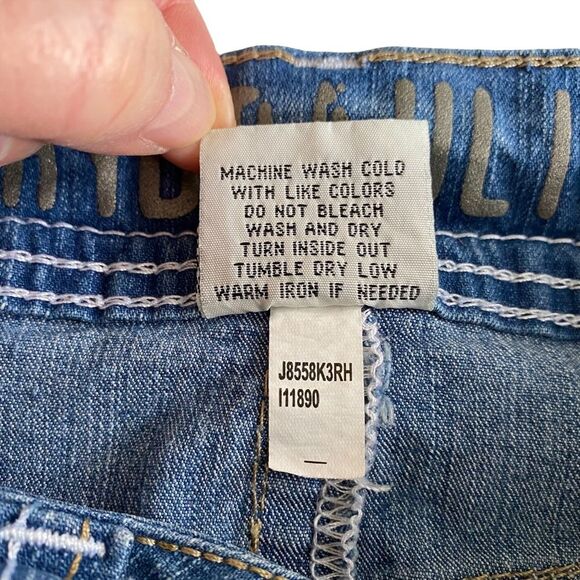 MACHINE WASH COLD
WITH LIKE COLORS
DO NOT BLEACH
WASH AND DRY
TURN INSIDE OUT
TUMBLE DRY LOW
WARM IRON IF NEEDED
J8558K3RH
I11890